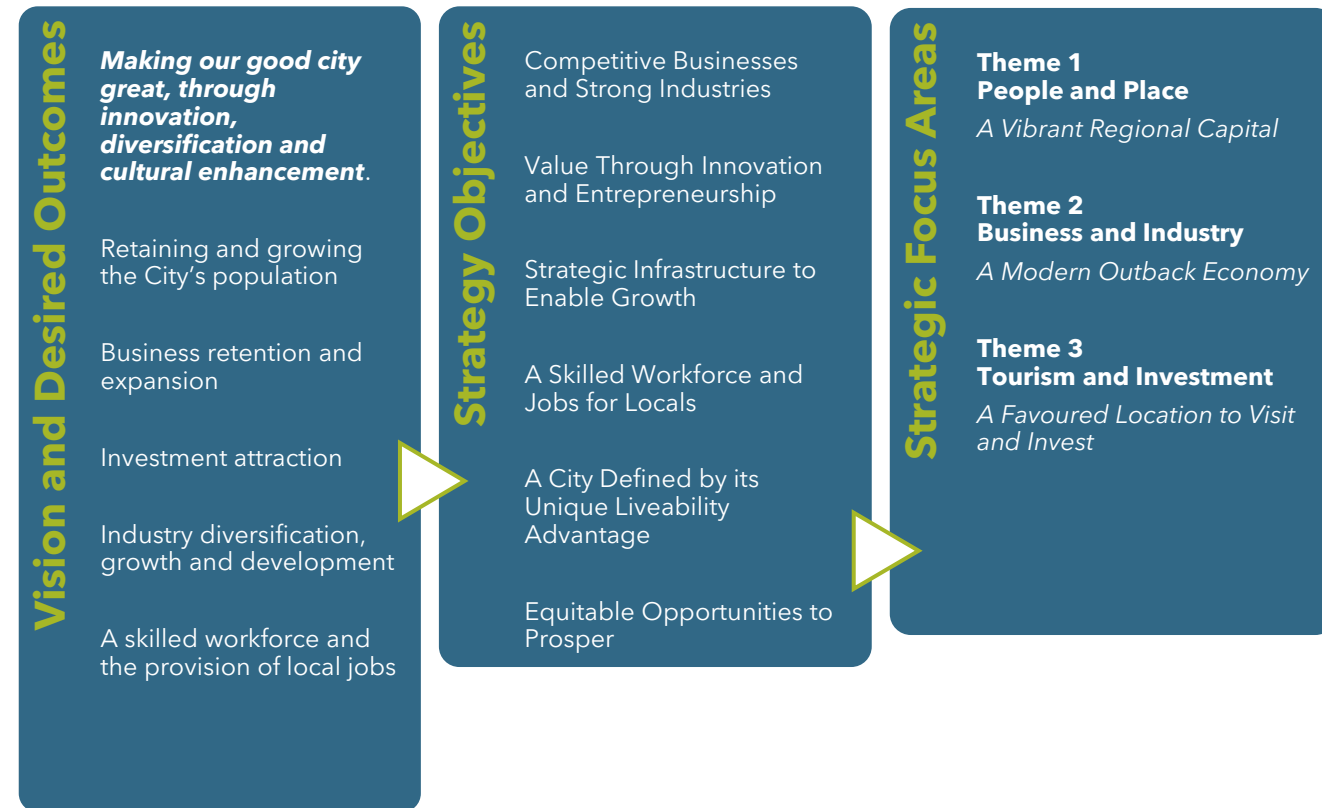 Vision and Desired Outcomes
Making our good city
great, through
innovation,
diversification and
cultural enhancement.
Retaining and growing
the City’s population
Business retention and
expansion
Investment attraction
Industry diversification,
growth and development
A skilled workforce and
the provision of local jobs
Strategy Objectives
Competitive Businesses
and Strong Industries
Value Through Innovation
and Entrepreneurship
Strategic Infrastructure to
Enable Growth
A Skilled Workforce and
Jobs for Locals
A City Defined by its
Unique Liveability
Advantage
Equitable Opportunities to
Prosper
Strategic Focus Areas
Theme 1
People and Place
A Vibrant Regional Capital
Theme 2
Business and Industry
A Modern Outback Economy
Theme 3
Tourism and Investment
A Favoured Location to Visit
and Invest